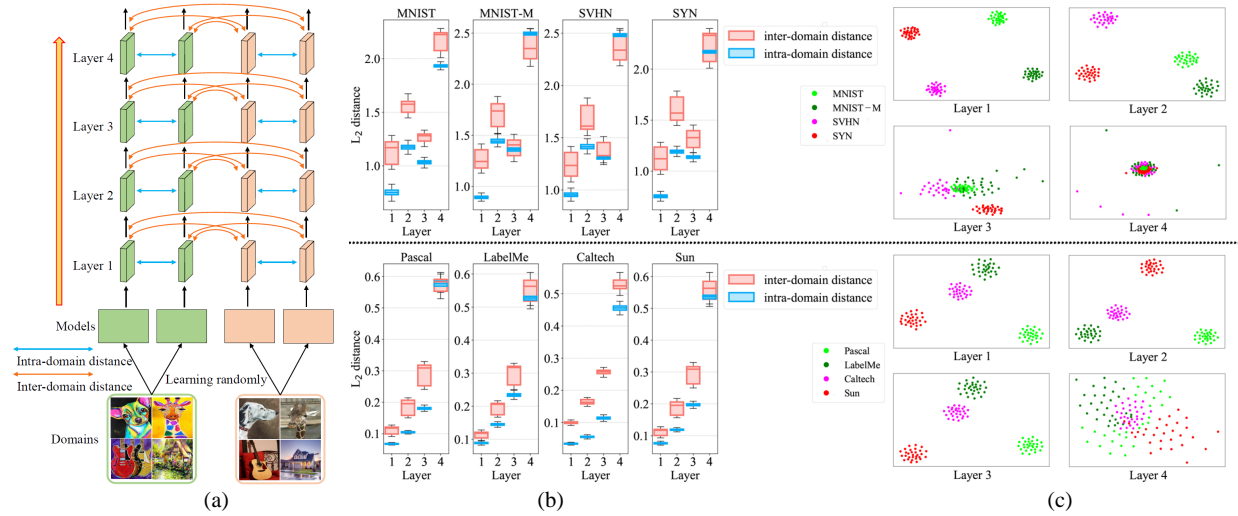 Layer 4
Layer 3
Layer 2
Layer 1
Models
Intra-domain distance
Inter-domain distance
Learning randomly
Domains
(a)
MNIST
MNIST-M
SVHN
SYN
inter-domain distance
intra-domain distance
L2 distance
2.0
1.5
1.0
2.5
2.0
1.5
1.0
2.5
2.0
1.5
1.0
2.0
1.5
1.0
1 2 3 4
1 2 3 4
1 2 3 4
1 2 3 4
Layer
Layer
Layer
Layer
Pascal
LabelMe
Caltech
Sun
inter-domain distance
intra-domain distance
L2 distance
0.6
0.5
0.4
0.3
0.2
0.1
0.6
0.5
0.4
0.3
0.2
0.1
0.5
0.4
0.3
0.2
0.1
0.6
0.5
0.4
0.3
0.2
0.1
1 2 3 4
1 2 3 4
1 2 3 4
1 2 3 4
Layer
Layer
Layer
Layer
(b)
MNIST
MNIST-M
SVHN
SYN
Layer 1
Layer 2
Layer 3
Layer 4
Pascal
LabelMe
Caltech
Sun
Layer 1
Layer 2
Layer 3
Layer 4
(c)